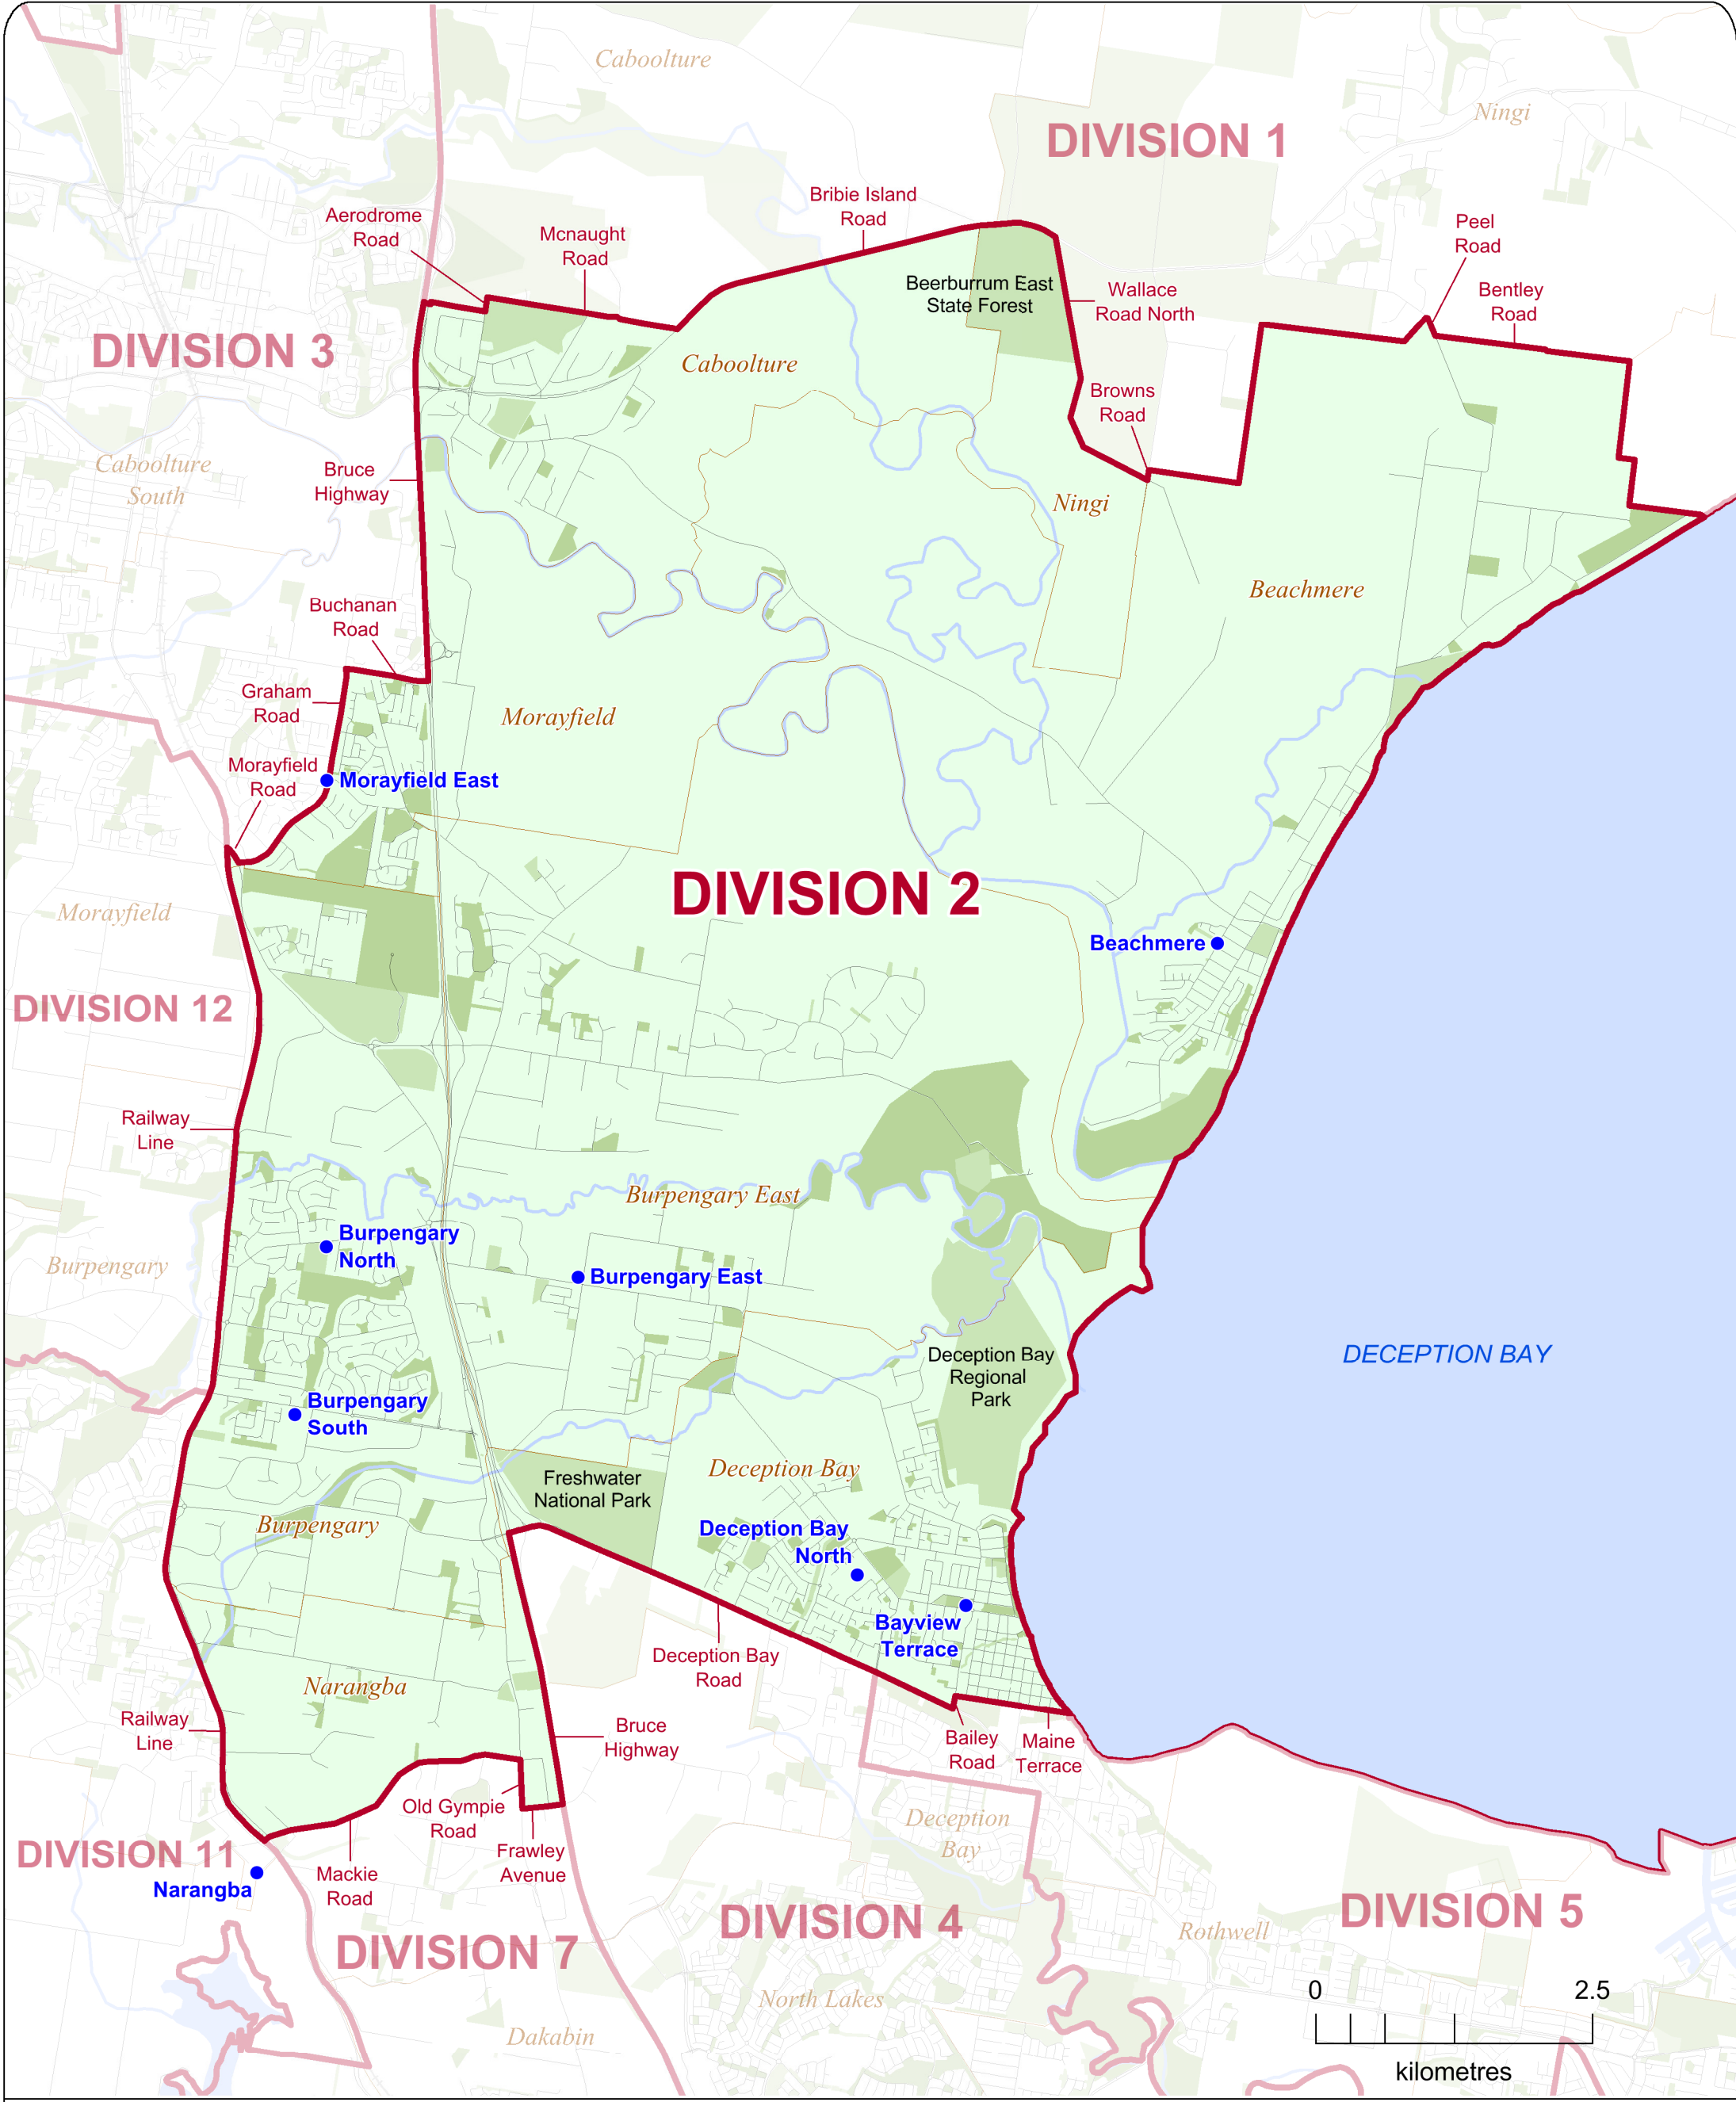 Caboolture
Ningi
DIVISION 1
Bribie Island
Road
Aerodrome
Road
Mcnaught
Road
Peel
Road
Beerburrum East
State Forest
Wallace
Road North
Bentley
Road
DIVISION 3
Caboolture
Browns
Road
Caboolture
South
Bruce
Highway
Ningi
Beachmere
Buchanan
Road
Graham
Road
Morayfield
Morayfield
Road
Morayfield East
DIVISION 2
Morayfield
Beachmere
DIVISION 12
Railway
Line
Burpengary East
Burpengary
North
Burpengary
Burpengary East
Deception Bay
Regional
Park
DECEPTION BAY
Burpengary
South
Deception Bay
Freshwater
National Park
Burpengary
Deception Bay
North
Bayview
Terrace
Deception Bay
Road
Narangba
Railway
Line
Bruce
Highway
Bailey
Road
Maine
Terrace
Old Gympie
Road
Deception
Bay
Frawley
Avenue
DIVISION 11
Narangba
Mackie
Road
DIVISION 4
DIVISION 5
Rothwell
DIVISION 7
North Lakes
Dakabin
0 2.5
kilometres